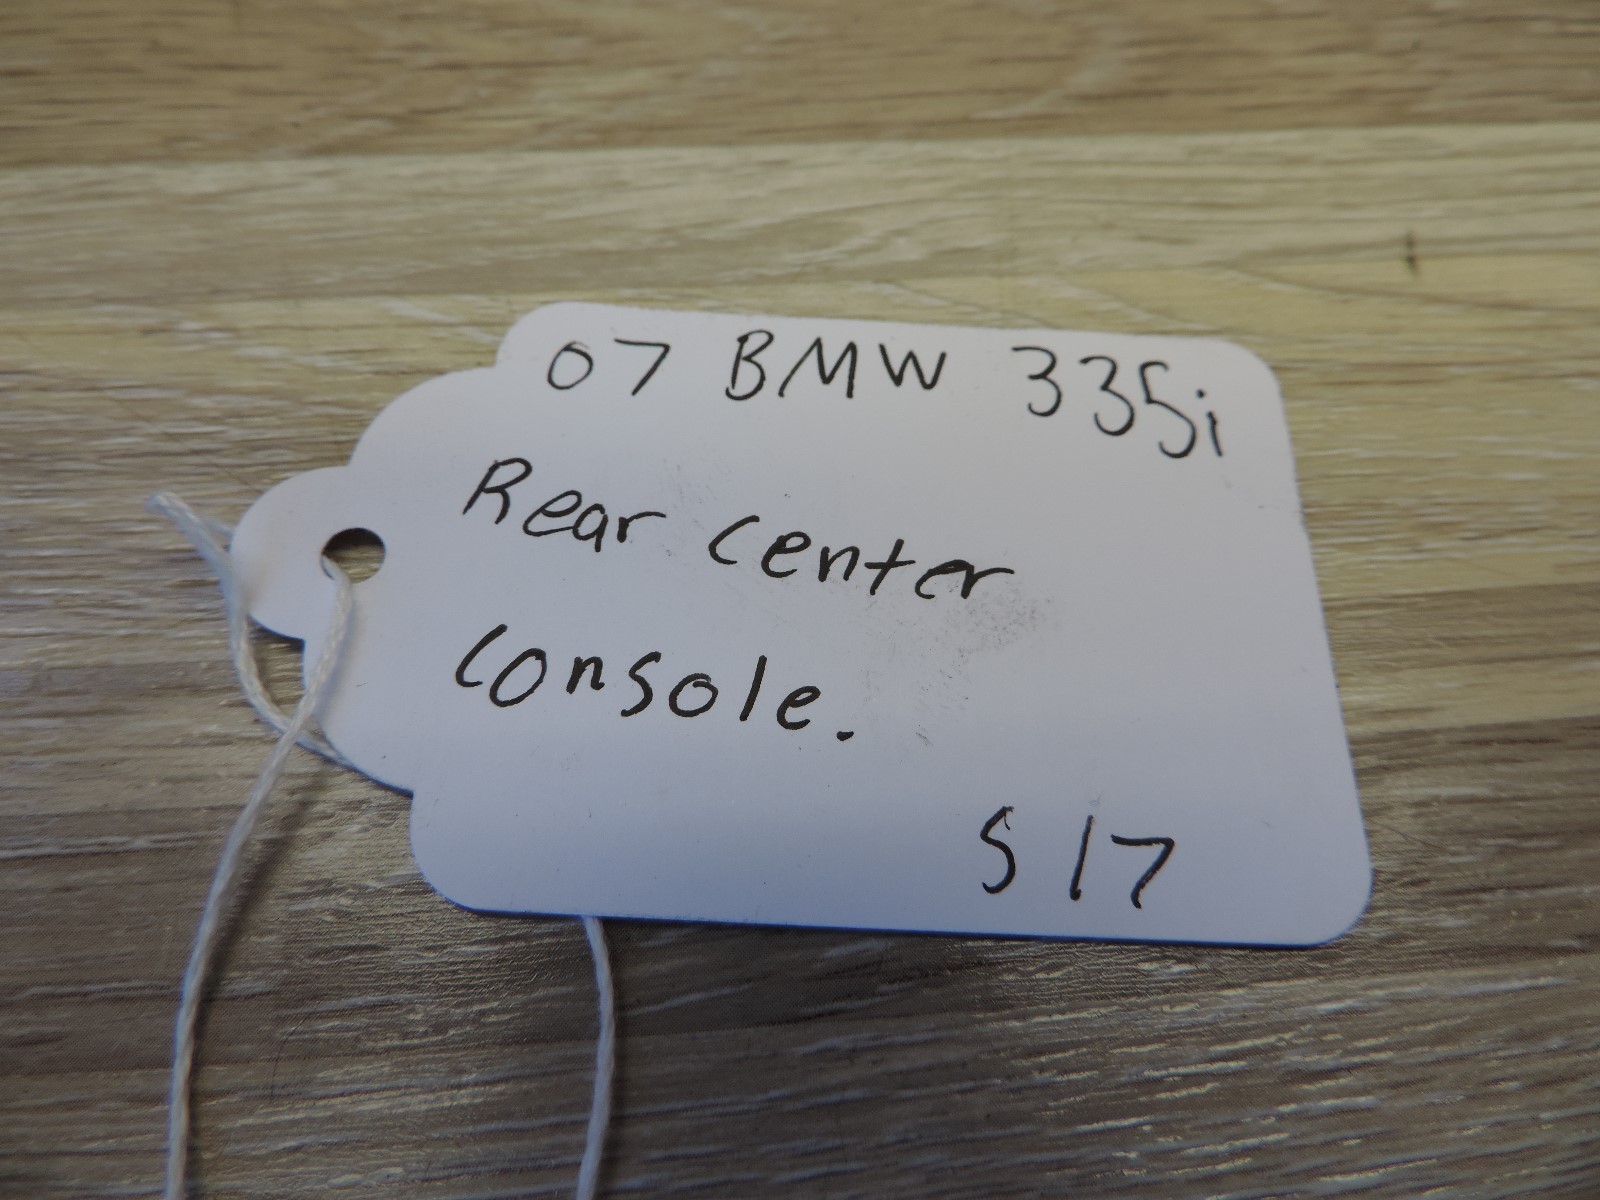 07 BMW 335i
Rear center
console.
S17